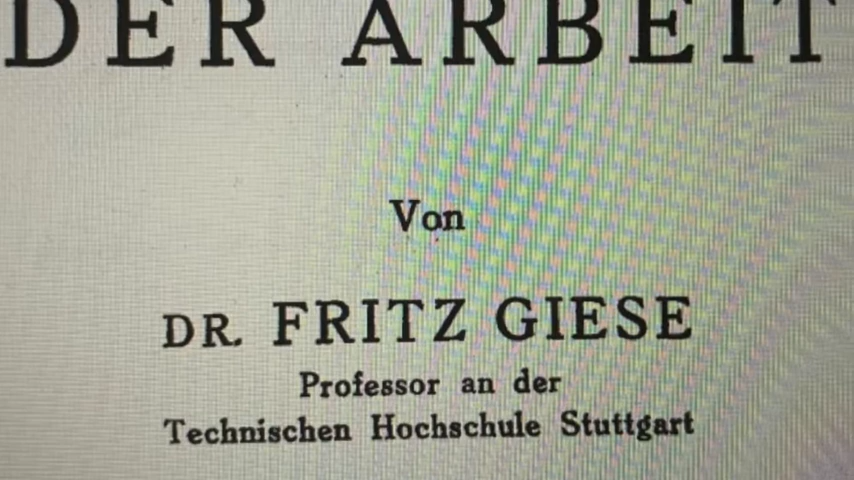 DER ARBEIT
Von
DR. FRITZ GIESE
Professor an der
Technischen Hochschule Stuttgart